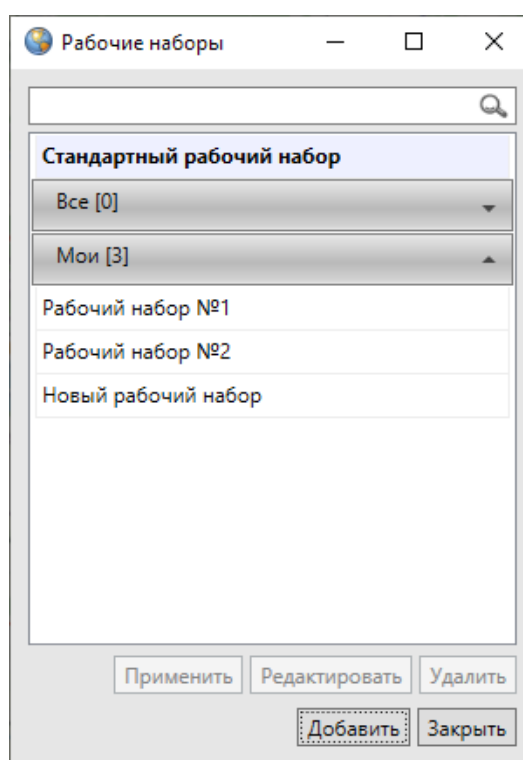 Рабочие наборы
Стандартный рабочий набор
Все [0]
Мои [3]
Рабочий набор №1
Рабочий набор №2
Новый рабочий набор
Применить Редактировать Удалить
Добавить Закрыть